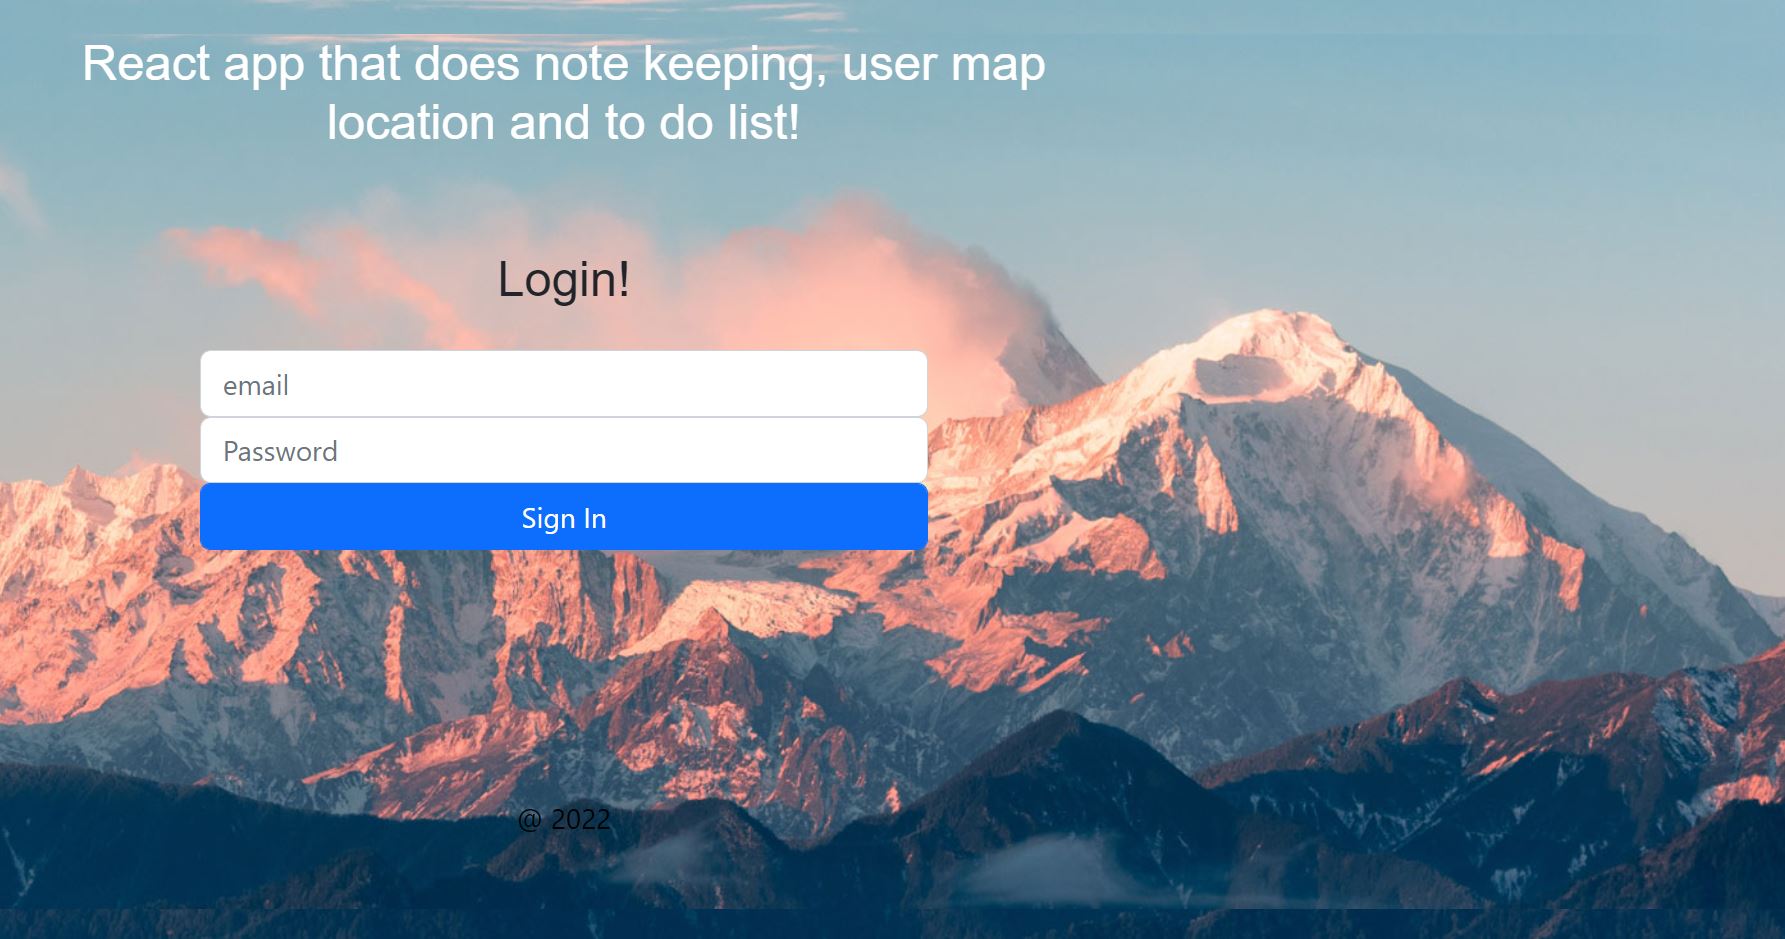 React app that does note keeping, user map
location and to do list!
Login!
email
Password
Sign In
@ 2022